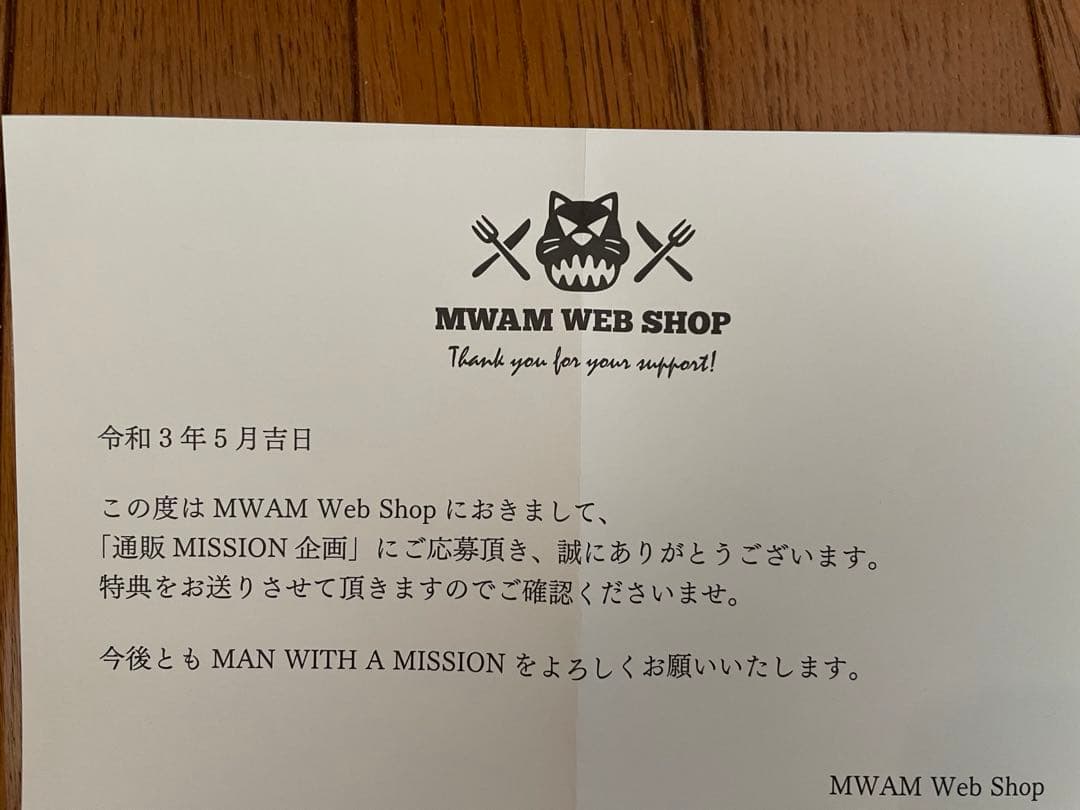 MWAM WEB SHOP
Thank you for your support!
令和3年5月吉日
この度は MWAM Web Shop におきまして、
「通販 MISSION 企画」にご応募頂き、誠にありがとうございます。
特典をお送りさせて頂きますのでご確認くださいませ。
今後とも MAN WITH A MISSION をよろしくお願いいたします。
MWAM Web Shop